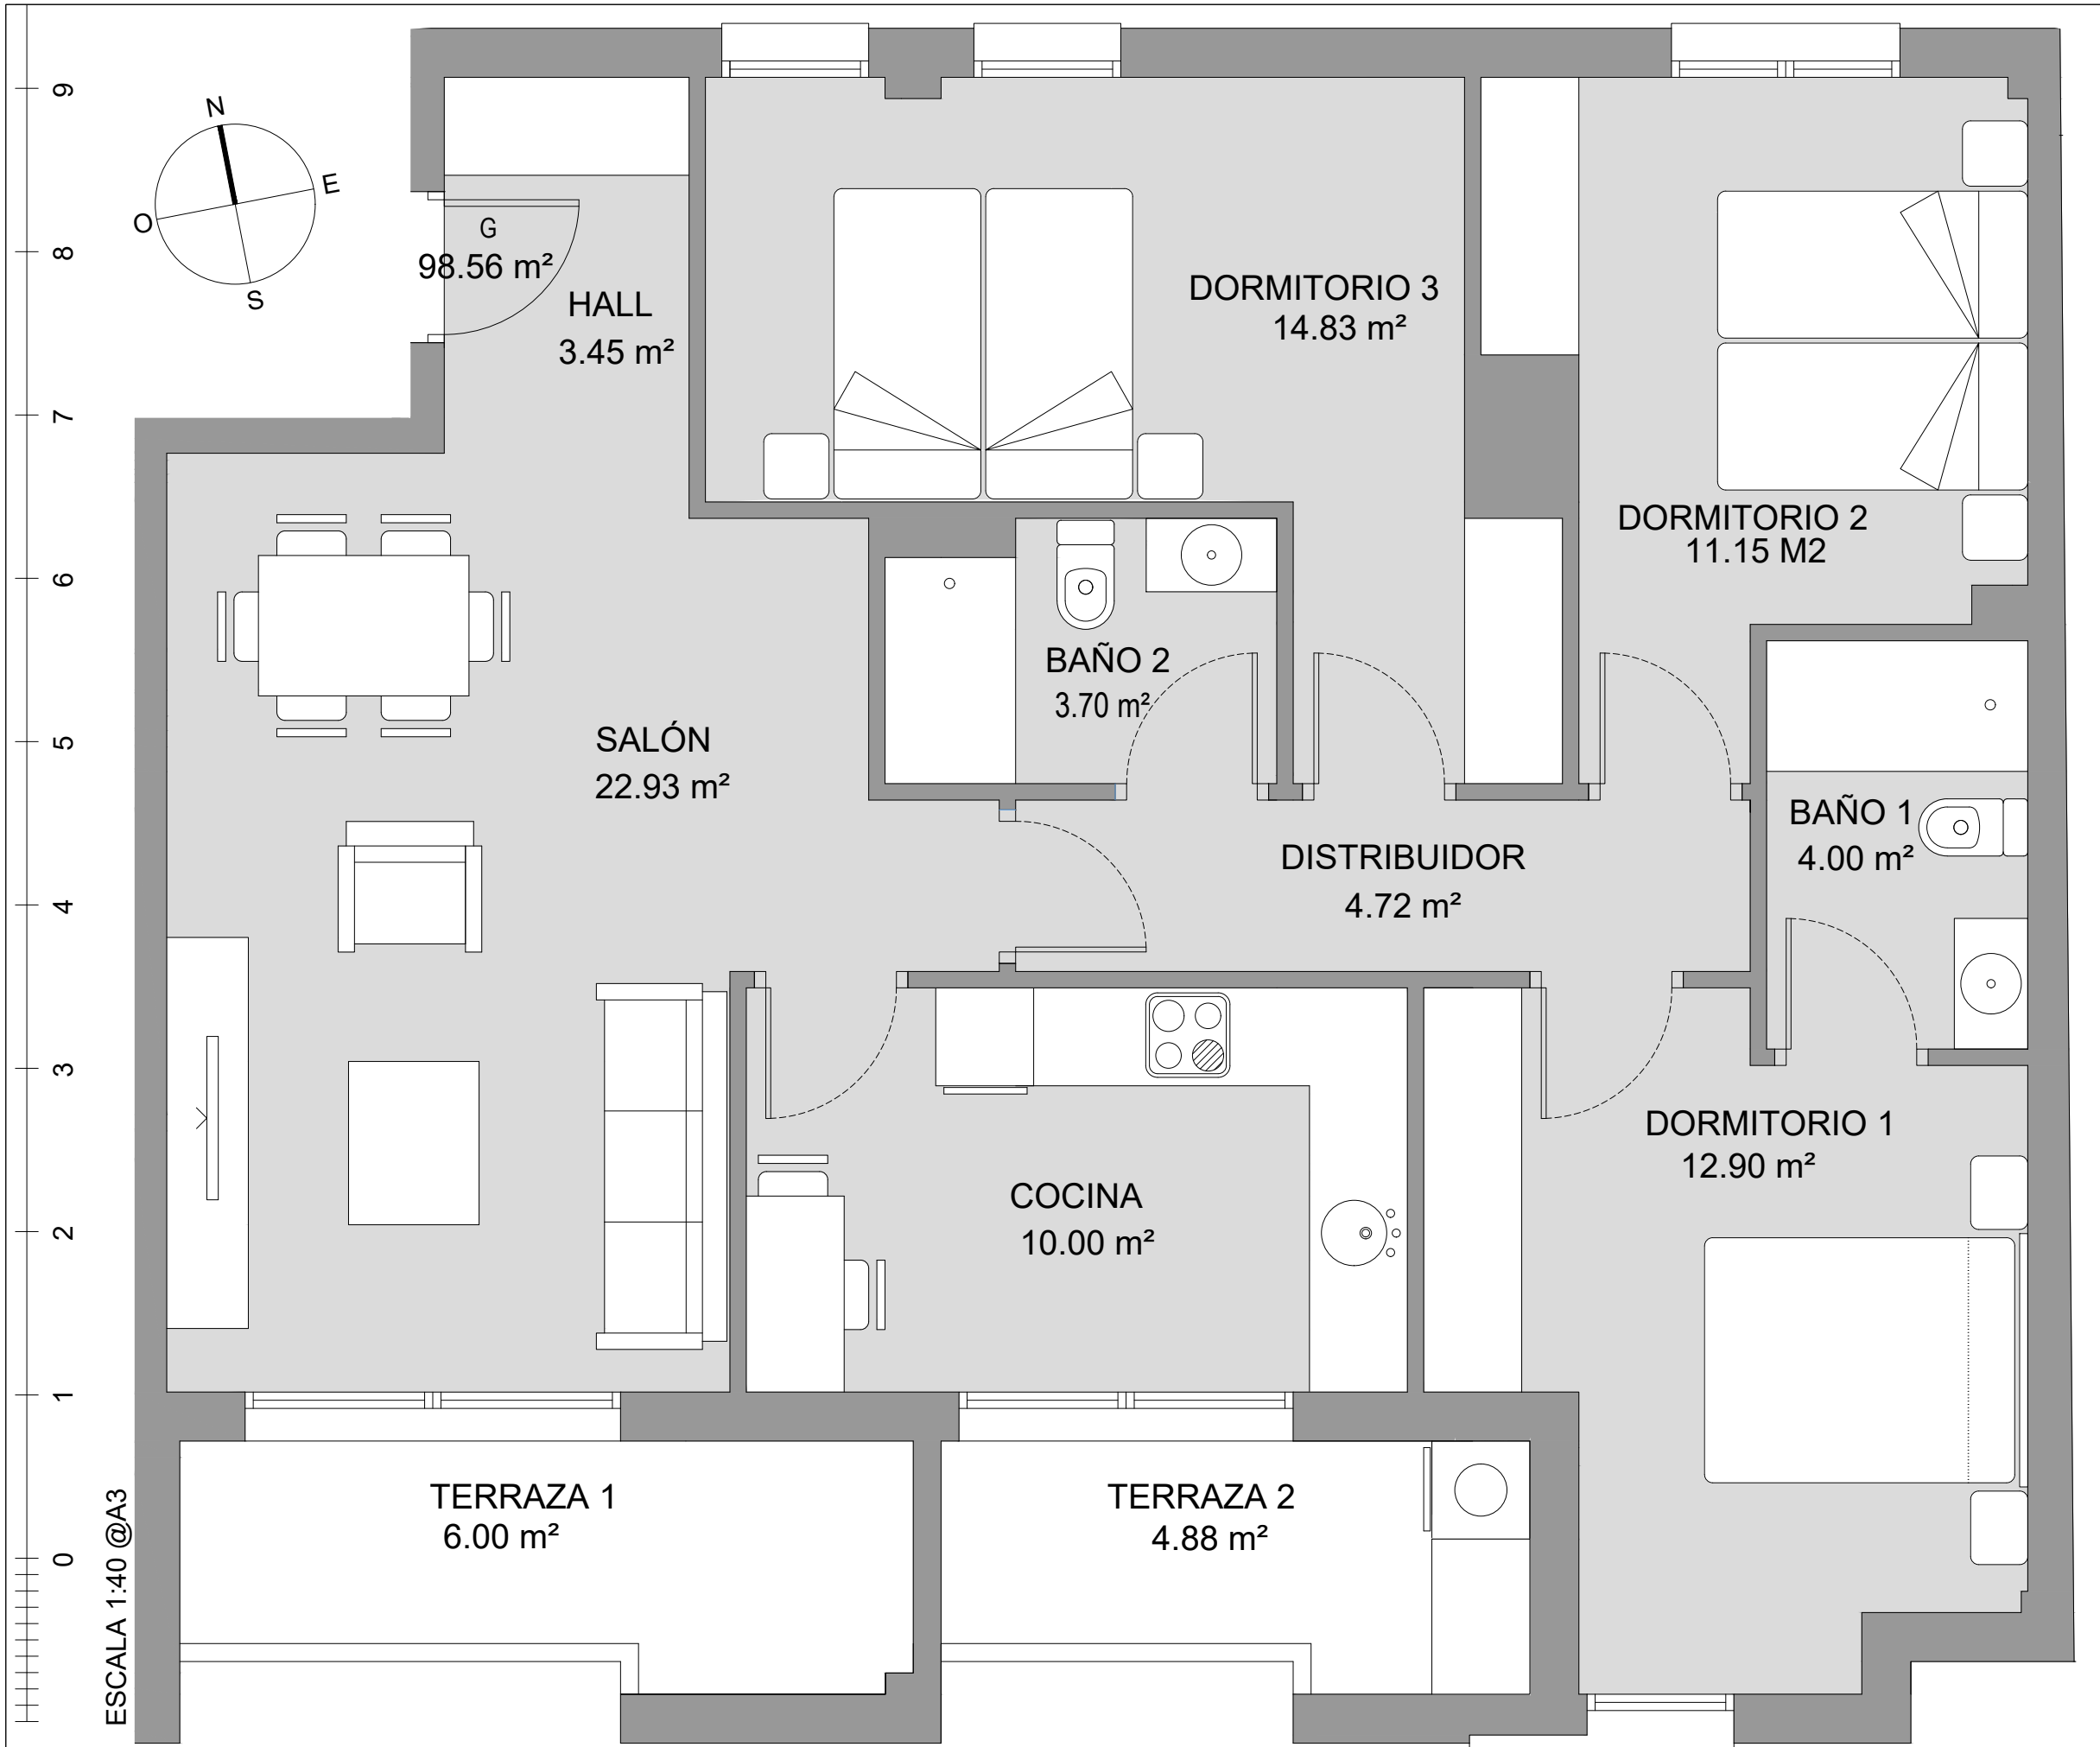 N
E
O
S
9
8
7
6
5
4
3
2
1
0
ESCALA 1:40 @A3
G
98.56 m²
HALL
3.45 m²
DORMITORIO 3
14.83 m²
DORMITORIO 2
11.15 M2
BAÑO 2
3.70 m²
SALÓN
22.93 m²
BAÑO 1
4.00 m²
DISTRIBUIDOR
4.72 m²
DORMITORIO 1
12.90 m²
COCINA
10.00 m²
TERRAZA 1
6.00 m²
TERRAZA 2
4.88 m²